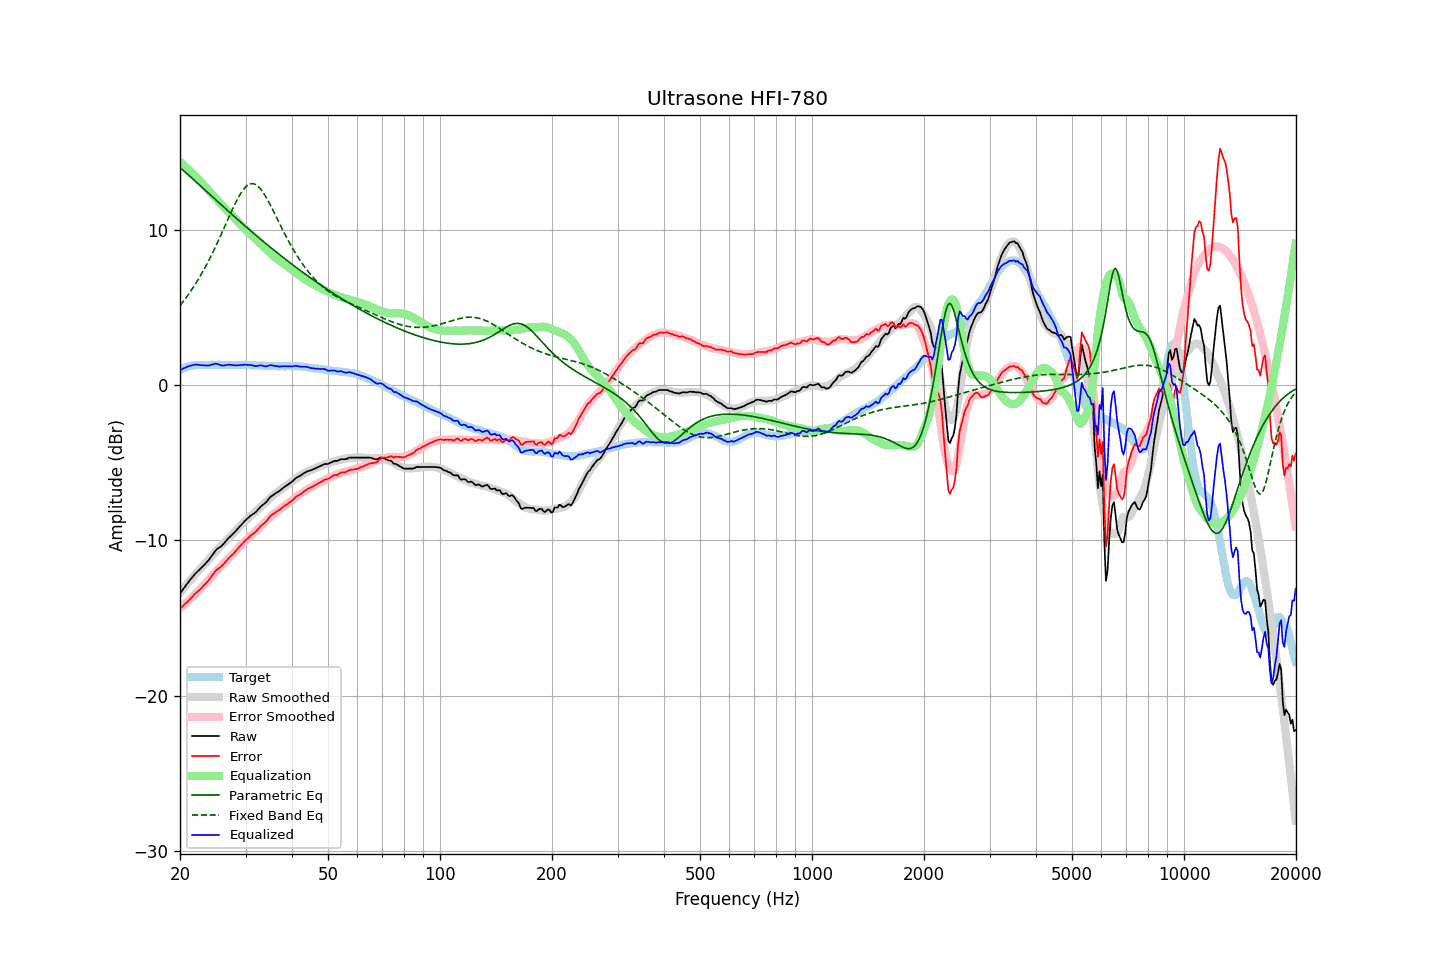 Ultrasone HFI-780
Amplitude (dBr)
10
0
−10
−20
−30
Target
Raw Smoothed
Error Smoothed
Raw
Error
Equalization
Parametric Eq
Fixed Band Eq
Equalized
20 50 100 200 500 1000 2000 5000 10000 20000
Frequency (Hz)